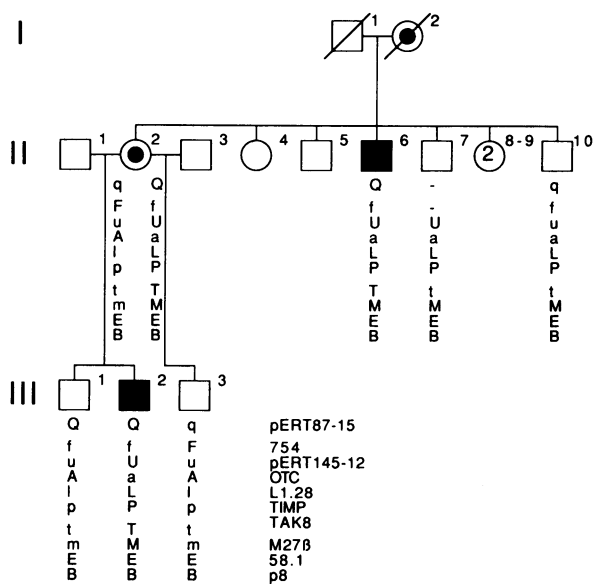 I
1 2
II
1 2 3 4 5 6 7 8-9 10
2
q Q Q - q
F f f - f
u U U U u
A a a a a
l L L L L
p P P P P
t T T t t
m M M M M
E E E E E
B B B B B
III
1 2 3
Q Q q pERT87-15
f f F 754
u U u pERT145-12
A a A OTC
l L l L1.28
p P p TIMP
t T t TAK8
m M m M27ß
E E E 58.1
B B B p8